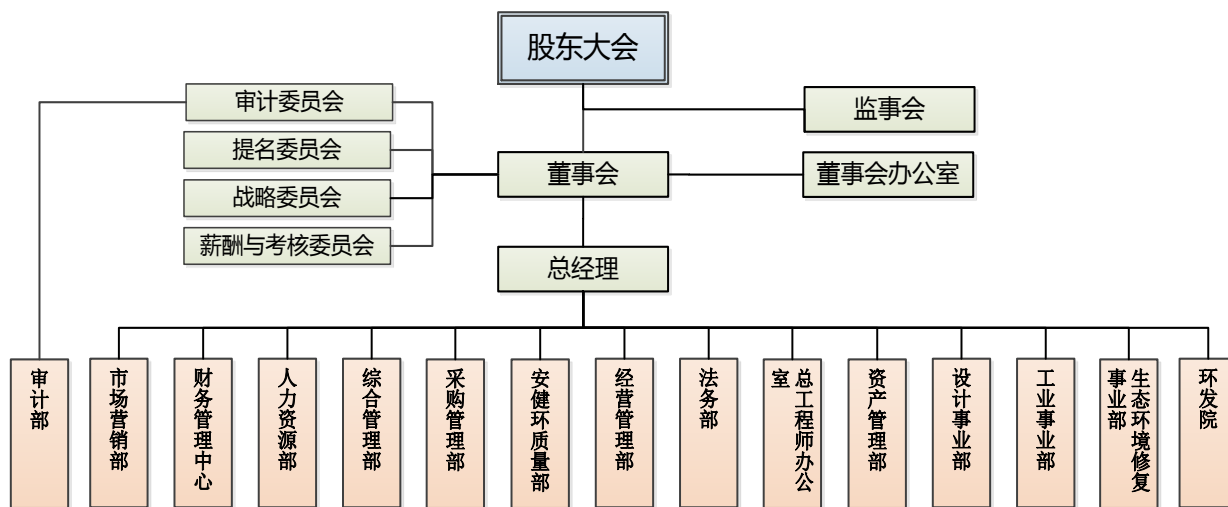 股东大会
审计委员会
监事会
提名委员会
董事会
董事会办公室
战略委员会
薪酬与考核委员会
总经理
审计部
市场营销部
财务管理中心
人力资源部
综合管理部
采购管理部
安健环质量部
经营管理部
法务部
总工程师办公
室
资产管理部
设计事业部
工业事业部
生态环境修复
事业部
环发院